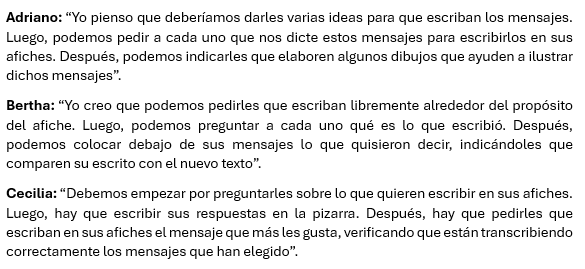 Adriano: “Yo pienso que deberíamos darles varias ideas para que escriban los mensajes.
Luego, podemos pedir a cada uno que nos dicte estos mensajes para escribirlos en sus
afiches. Después, podemos indicarles que elaboren algunos dibujos que ayuden a ilustrar
dichos mensajes”.
Bertha: “Yo creo que podemos pedirles que escriban libremente alrededor del propósito
del afiche. Luego, podemos preguntar a cada uno qué es lo que escribió. Después,
podemos colocar debajo de sus mensajes lo que quisieron decir, indicándoles que
comparen su escrito con el nuevo texto”.
Cecilia: “Debemos empezar por preguntarles sobre lo que quieren escribir en sus afiches.
Luego, hay que escribir sus respuestas en la pizarra. Después, hay que pedirles que
escriban en sus afiches el mensaje que más les gusta, verificando que están transcribiendo
correctamente los mensajes que han elegido”.